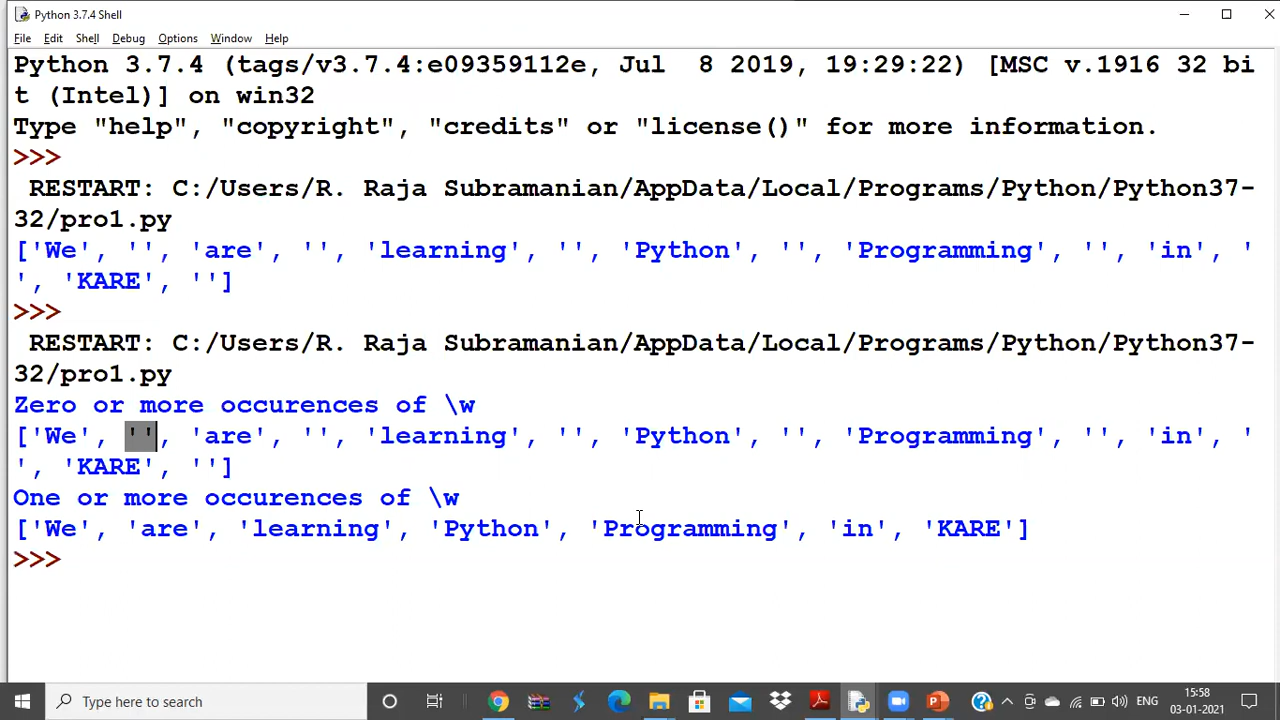 Python 3.7.4 Shell
File Edit Shell Debug Options Window Help
Python 3.7.4 (tags/v3.7.4:e09359112e, Jul  8 2019, 19:29:22) [MSC v.1916 32 bi
t (Intel)] on win32
Type "help", "copyright", "credits" or "license()" for more information.
>>>
 RESTART: C:/Users/R. Raja Subramanian/AppData/Local/Programs/Python/Python37-
32/pro1.py
['We', '', 'are', '', 'learning', '', 'Python', '', 'Programming', '', 'in', '
', 'KARE', '']
>>>
 RESTART: C:/Users/R. Raja Subramanian/AppData/Local/Programs/Python/Python37-
32/pro1.py
Zero or more occurences of \w
['We', '', 'are', '', 'learning', '', 'Python', '', 'Programming', '', 'in', '
', 'KARE', '']
One or more occurences of \w
['We', 'are', 'learning', 'Python', 'Programming', 'in', 'KARE']
>>>
Type here to search
ENG
15:58
03-01-2021